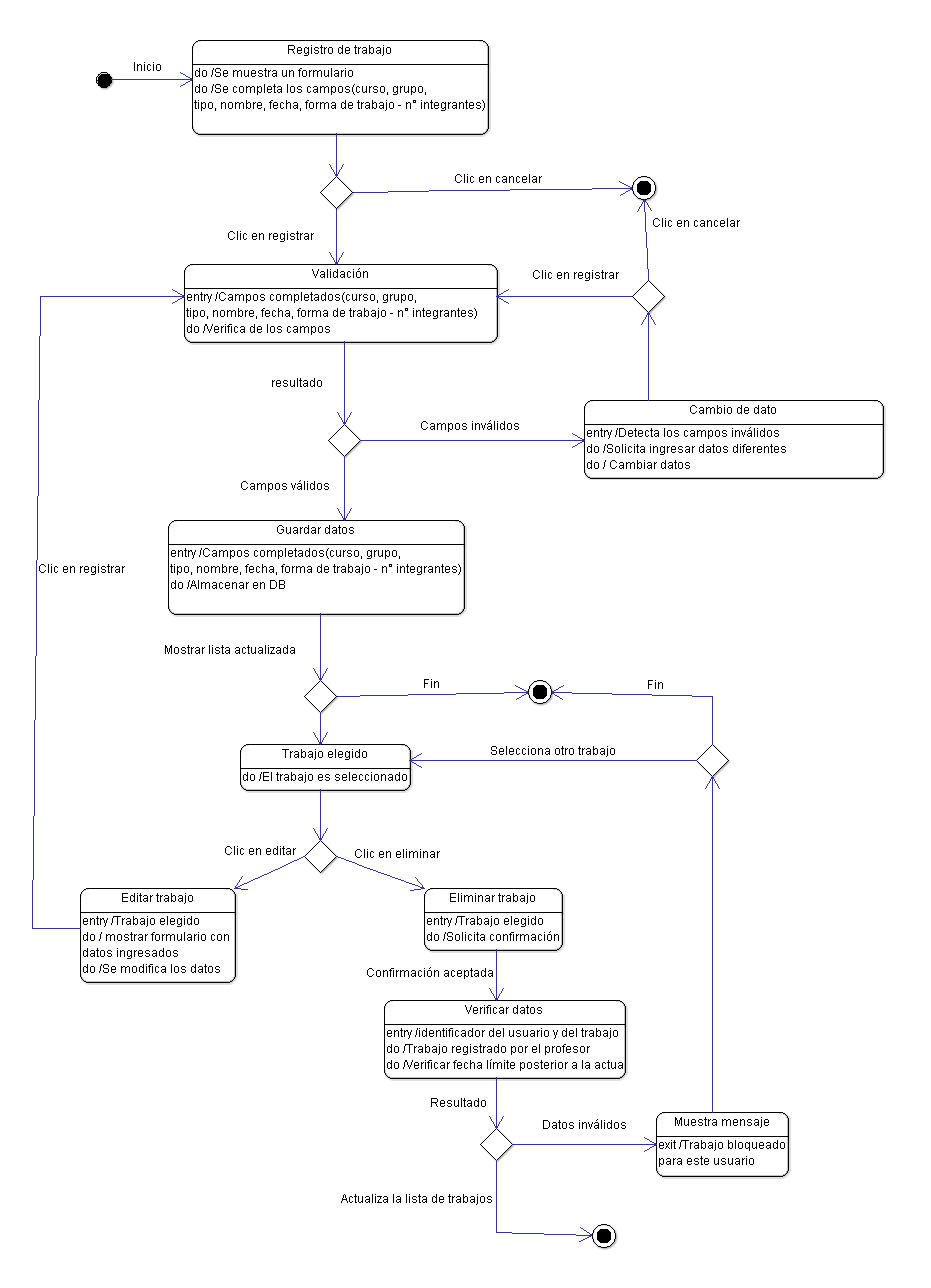 Registro de trabajo
Inicio
do /Se muestra un formulario
do /Se completa los campos(curso, grupo,
tipo, nombre, fecha, forma de trabajo - n° integrantes)
Clic en cancelar
Clic en registrar
Clic en cancelar
Validación
Clic en registrar
entry /Campos completados(curso, grupo,
tipo, nombre, fecha, forma de trabajo - n° integrantes)
do /Verifica de los campos
resultado
Campos inválidos
Cambio de dato
entry /Detecta los campos inválidos
do /Solicita ingresar datos diferentes
do / Cambiar datos
Campos válidos
Guardar datos
entry /Campos completados(curso, grupo,
tipo, nombre, fecha, forma de trabajo - n° integrantes)
do /Almacenar en DB
Clic en registrar
Mostrar lista actualizada
Fin
Fin
Trabajo elegido
do /El trabajo es seleccionado
Selecciona otro trabajo
Clic en editar
Clic en eliminar
Editar trabajo
entry /Trabajo elegido
do / mostrar formulario con
datos ingresados
do /Se modifica los datos
Eliminar trabajo
entry /Trabajo elegido
do /Solicita confirmación
Confirmación aceptada
Verificar datos
entry /identificador del usuario y del trabajo
do /Trabajo registrado por el profesor
do /Verificar fecha límite posterior a la actua
Resultado
Datos inválidos
Muestra mensaje
exit /Trabajo bloqueado
para este usuario
Actualiza la lista de trabajos